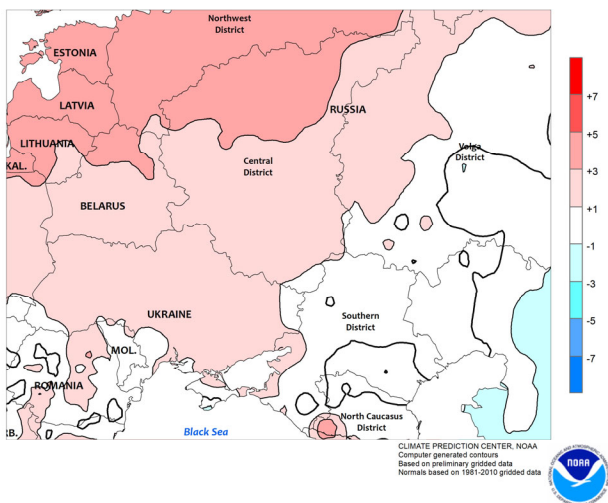 Northwest
District
ESTONIA
LATVIA
RUSSIA
LITHUANIA
KAL.
Central
District
Volga
District
BELARUS
UKRAINE
Southern
District
MOL.
ROMANIA
RB.
North Caucasus
District
Black Sea
+7
+5
+3
+1
-1
-3
-5
-7
CLIMATE PREDICTION CENTER, NOAA
Computer generated contours
Based on preliminary gridded data
Normals based on 1981-2010 gridded data
NOAA